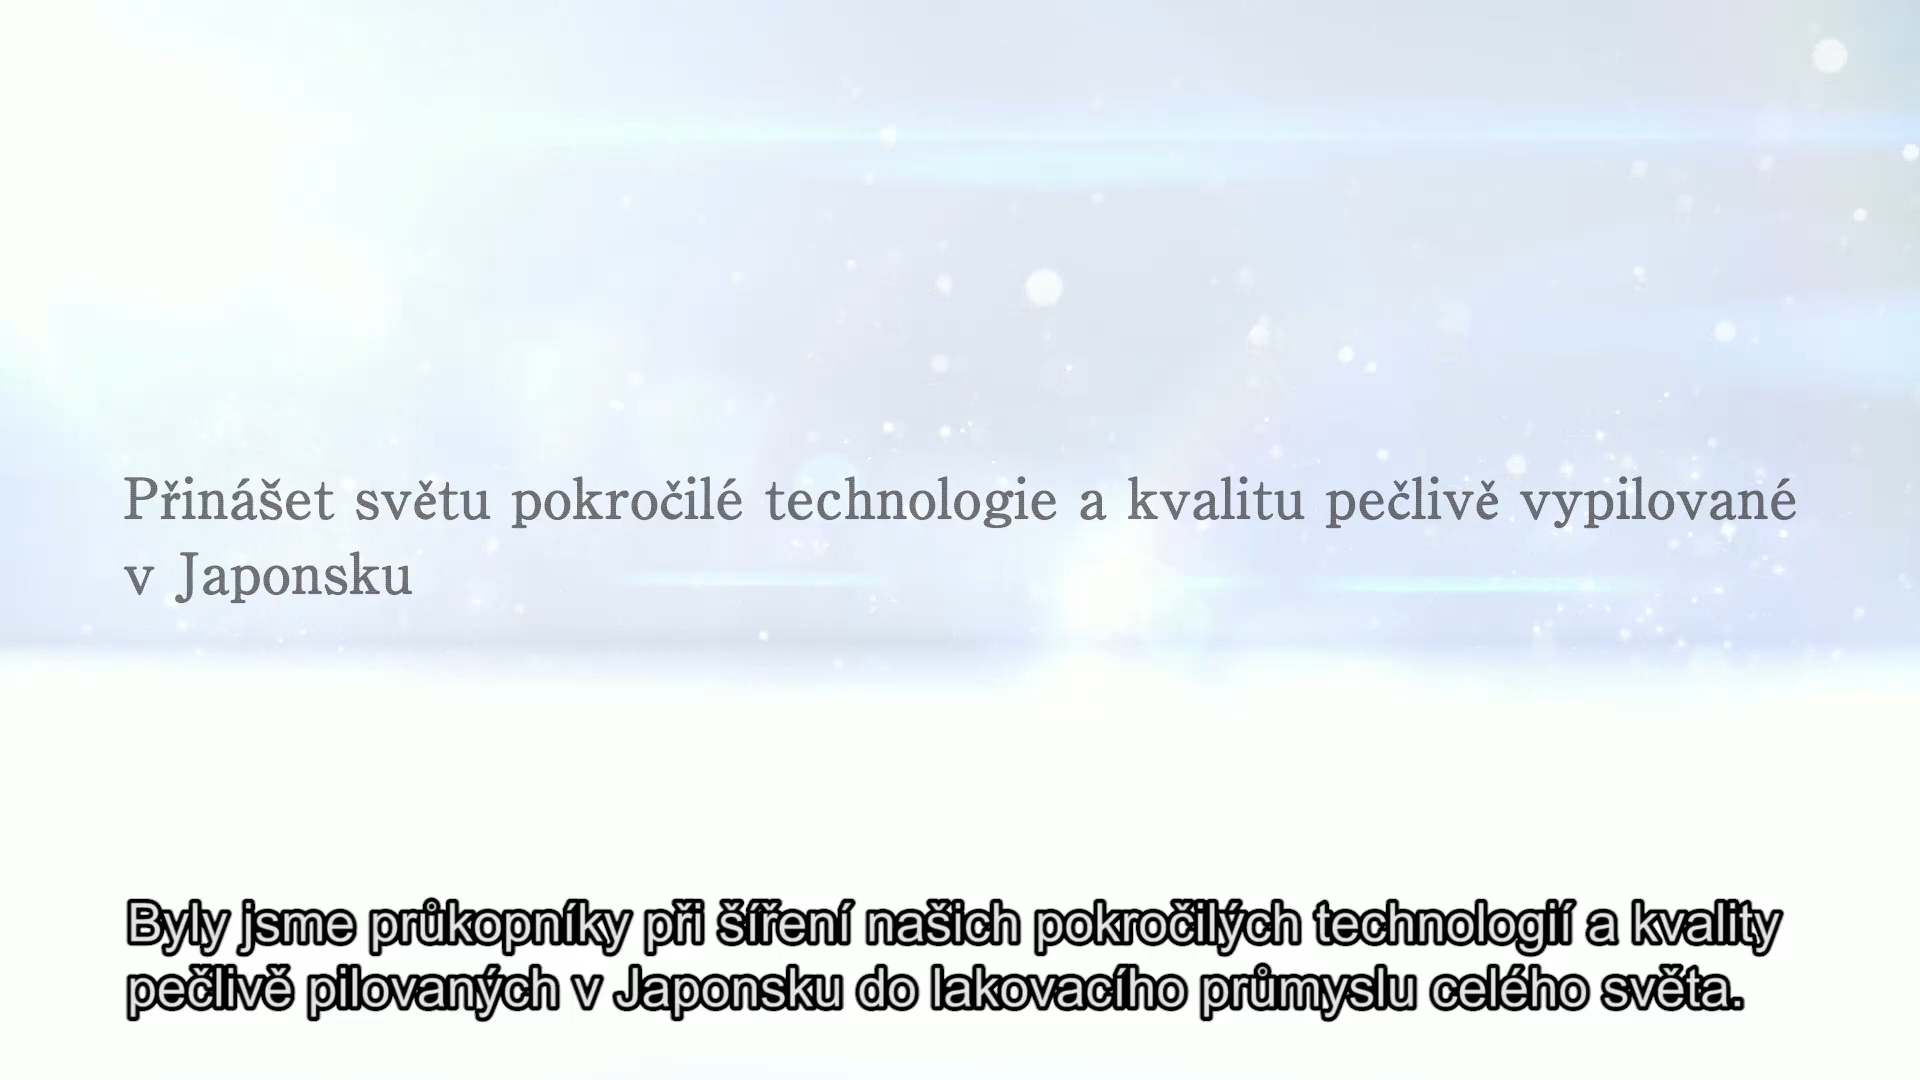 Přinášet světu pokročilé technologie a kvalitu pečlivě vypilované
v Japonsku
Byly jsme průkopníky při šíření našich pokročilých technologií a kvality
pečlivě pilovaných v Japonsku do lakovacího průmyslu celého světa.